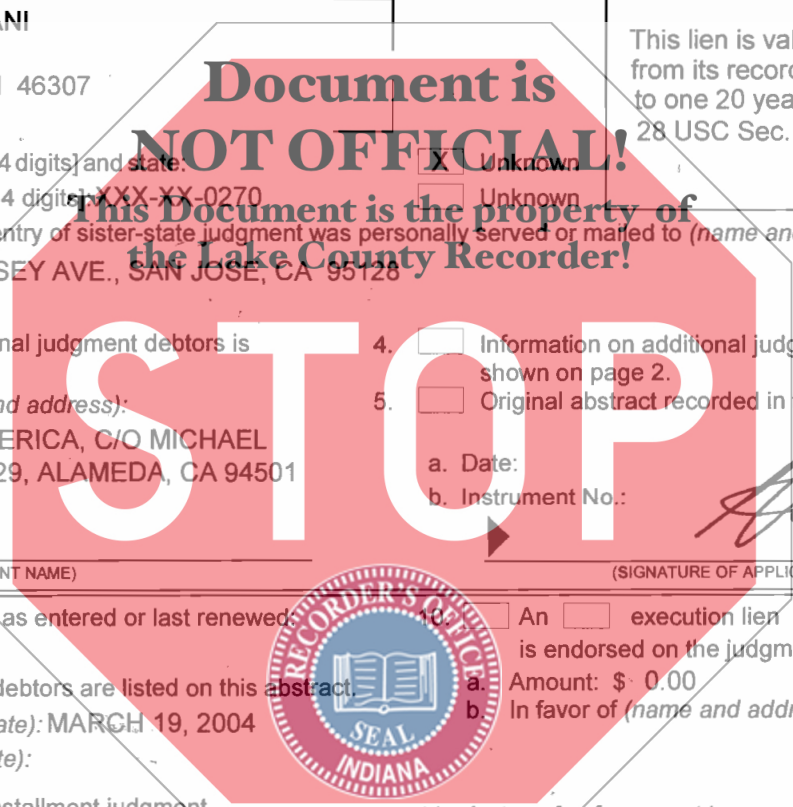 ANI
This lien is val
46307
from its record
to one 20 yea
28 USC Sec.
Document is
NOT OFFICIAL!
This Document is the property of
the Lake County Recorder!
4 digits] and state:
X Unknown
4 digits]: XXX-XX-0270
Unknown
entry of sister-state judgment was personally served or mailed to (name and
SEY AVE., SAN JOSE, CA 95128
STOP
nal judgment debtors is
4. Information on additional judg
shown on page 2.
nd address):
5. Original abstract recorded in
ERICA, C/O MICHAEL
29, ALAMEDA, CA 94501
a. Date:
b. Instrument No.:
NT NAME)
(SIGNATURE OF APPLIC
as entered or last renewed:
10. An execution lien
is endorsed on the judgm
debtors are listed on this abstract.
a. Amount: $ 0.00
ate): MARCH 19, 2004
b. In favor of (name and addr
te):
RECORDER'S OFFICE
SEAL
INDIANA
stallment judgment